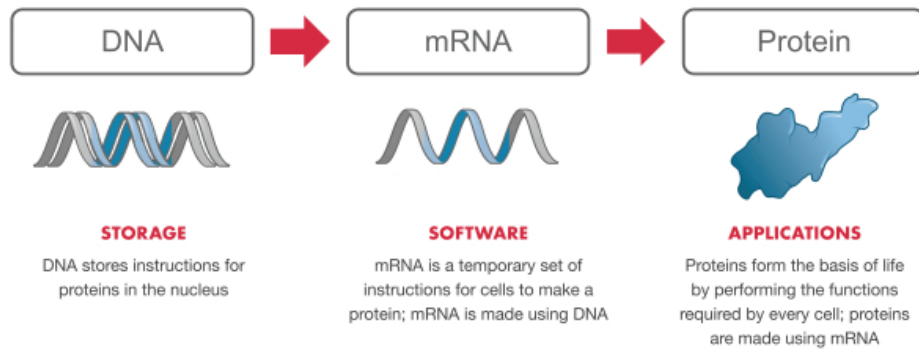 DNA
mRNA
Protein
STORAGE
DNA stores instructions for
proteins in the nucleus
SOFTWARE
mRNA is a temporary set of
instructions for cells to make a
protein; mRNA is made using DNA
APPLICATIONS
Proteins form the basis of life
by performing the functions
required by every cell; proteins
are made using mRNA